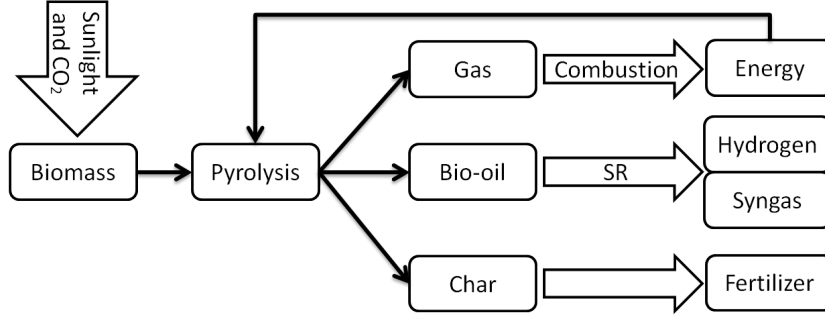 Sunlight
and CO₂
Gas
Combustion
Energy
Biomass
Pyrolysis
Bio-oil
SR
Hydrogen
Syngas
Char
Fertilizer